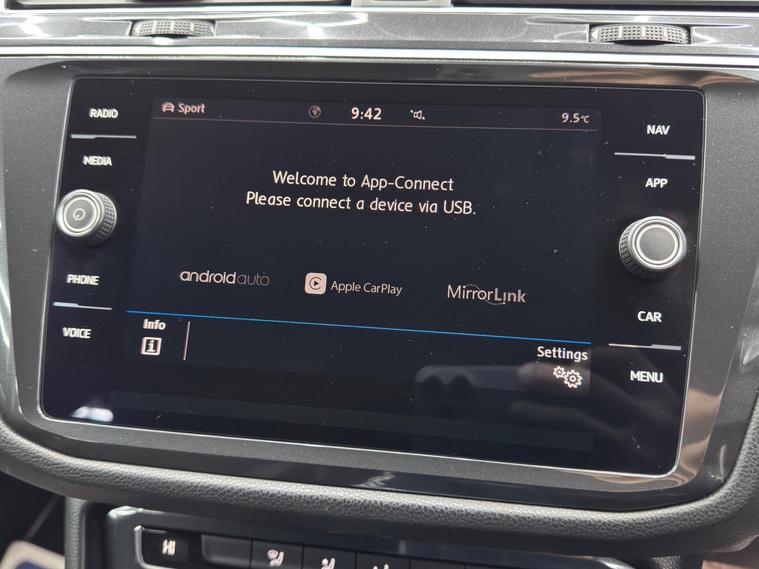 RADIO
MEDIA
PHONE
VOICE
Sport
9:42
9.5°C
Welcome to App-Connect
Please connect a device via USB.
androidauto
Apple CarPlay
MirrorLink
Info
Settings
NAV
APP
CAR
MENU
HI